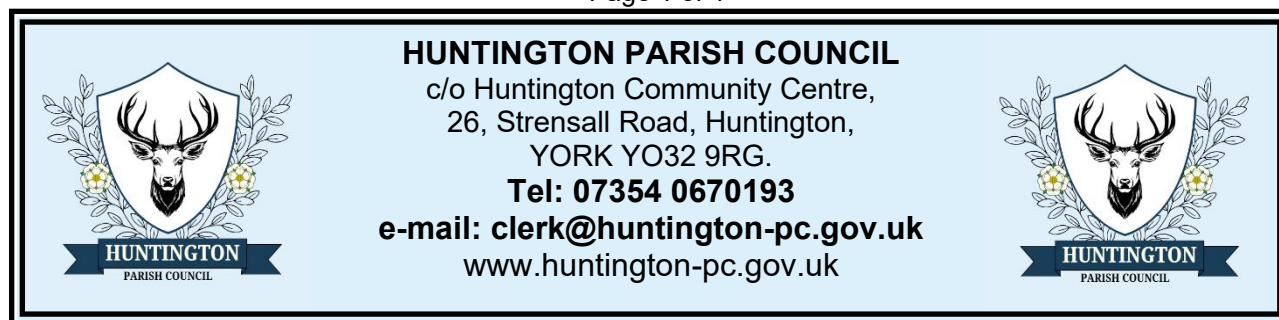 HUNTINGTON PARISH COUNCIL
c/o Huntington Community Centre,
26, Strensall Road, Huntington,
YORK YO32 9RG.
Tel: 07354 0670193
e-mail: clerk@huntington-pc.gov.uk
www.huntington-pc.gov.uk
HUNTINGTON
PARISH COUNCIL
HUNTINGTON
PARISH COUNCIL